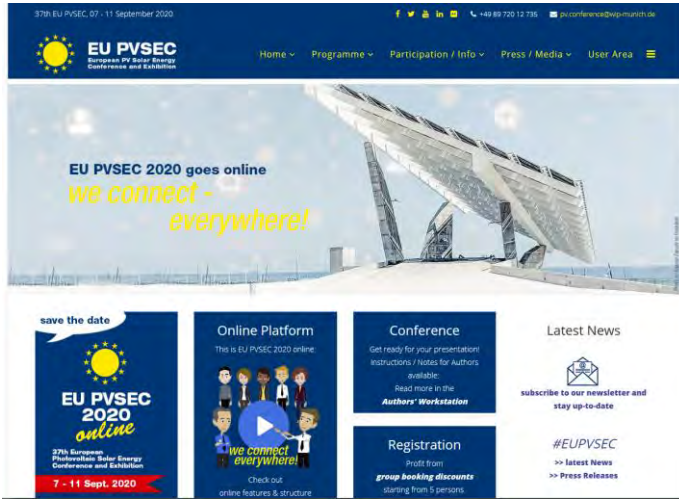 37th EU PVSEC, 07 - 11 September 2020
+49 89 720 12 735
pv.conference@wip-munich.de
EU PVSEC
European PV Solar Energy
Conference and Exhibition
Home
Programme
Participation / Info
Press / Media
User Area
EU PVSEC 2020 goes online
we connect -
everywhere!
save the date
EU PVSEC
2020
online
37th European
Photovoltaic Solar Energy
Conference and Exhibition
7 - 11 Sept. 2020
Online Platform
This is EU PVSEC 2020 online:
we connect
everywhere!
Check out
online features & structure
Conference
Get ready for your presentation!
Instructions / Notes for Authors
available:
Read more in the
Authors' Workstation
Registration
Profit from
group booking discounts
starting from 5 persons
Latest News
subscribe to our newsletter and
stay up-to-date
#EUPVSEC
>> latest News
>> Press Releases